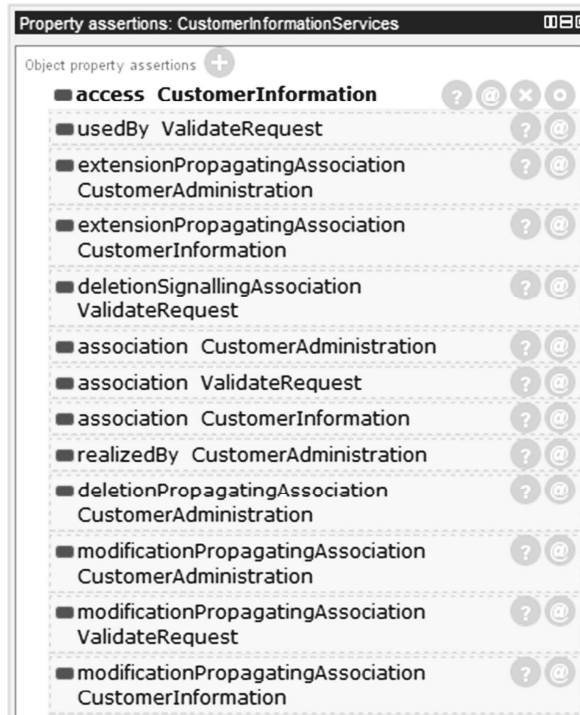 Property assertions: CustomerInformationServices
Object property assertions
access CustomerInformation
usedBy ValidateRequest
extensionPropagatingAssociation
CustomerAdministration
extensionPropagatingAssociation
CustomerInformation
deletionSignallingAssociation
ValidateRequest
association CustomerAdministration
association ValidateRequest
association CustomerInformation
realizedBy CustomerAdministration
deletionPropagatingAssociation
CustomerAdministration
modificationPropagatingAssociation
CustomerAdministration
modificationPropagatingAssociation
ValidateRequest
modificationPropagatingAssociation
CustomerInformation